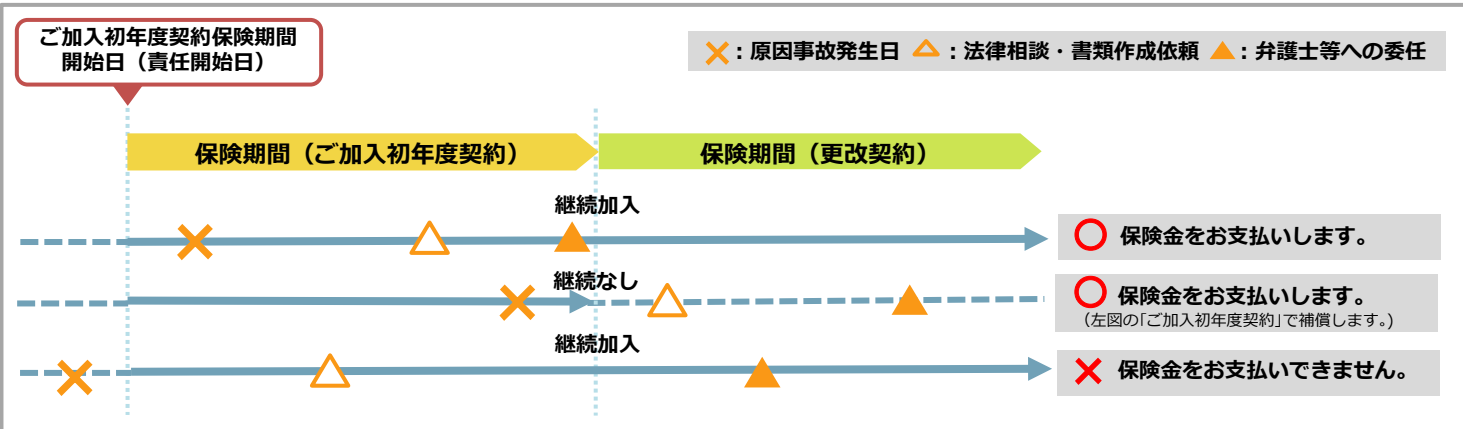 ご加入初年度契約保険期間
開始日（責任開始日）
：原因事故発生日 ：法律相談・書類作成依頼 ：弁護士等への委任
保険期間（ご加入初年度契約）
保険期間（更改契約）
継続加入
保険金をお支払いします。
継続なし
保険金をお支払いします。
（左図の｢ご加入初年度契約｣で補償します。)
継続加入
保険金をお支払いできません。